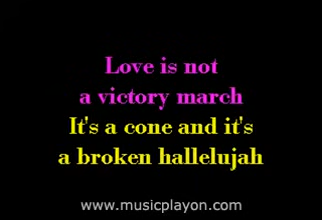 Love is not
a victory march
It's a cone and it's
a broken hallelujah
www.musicplayon.com